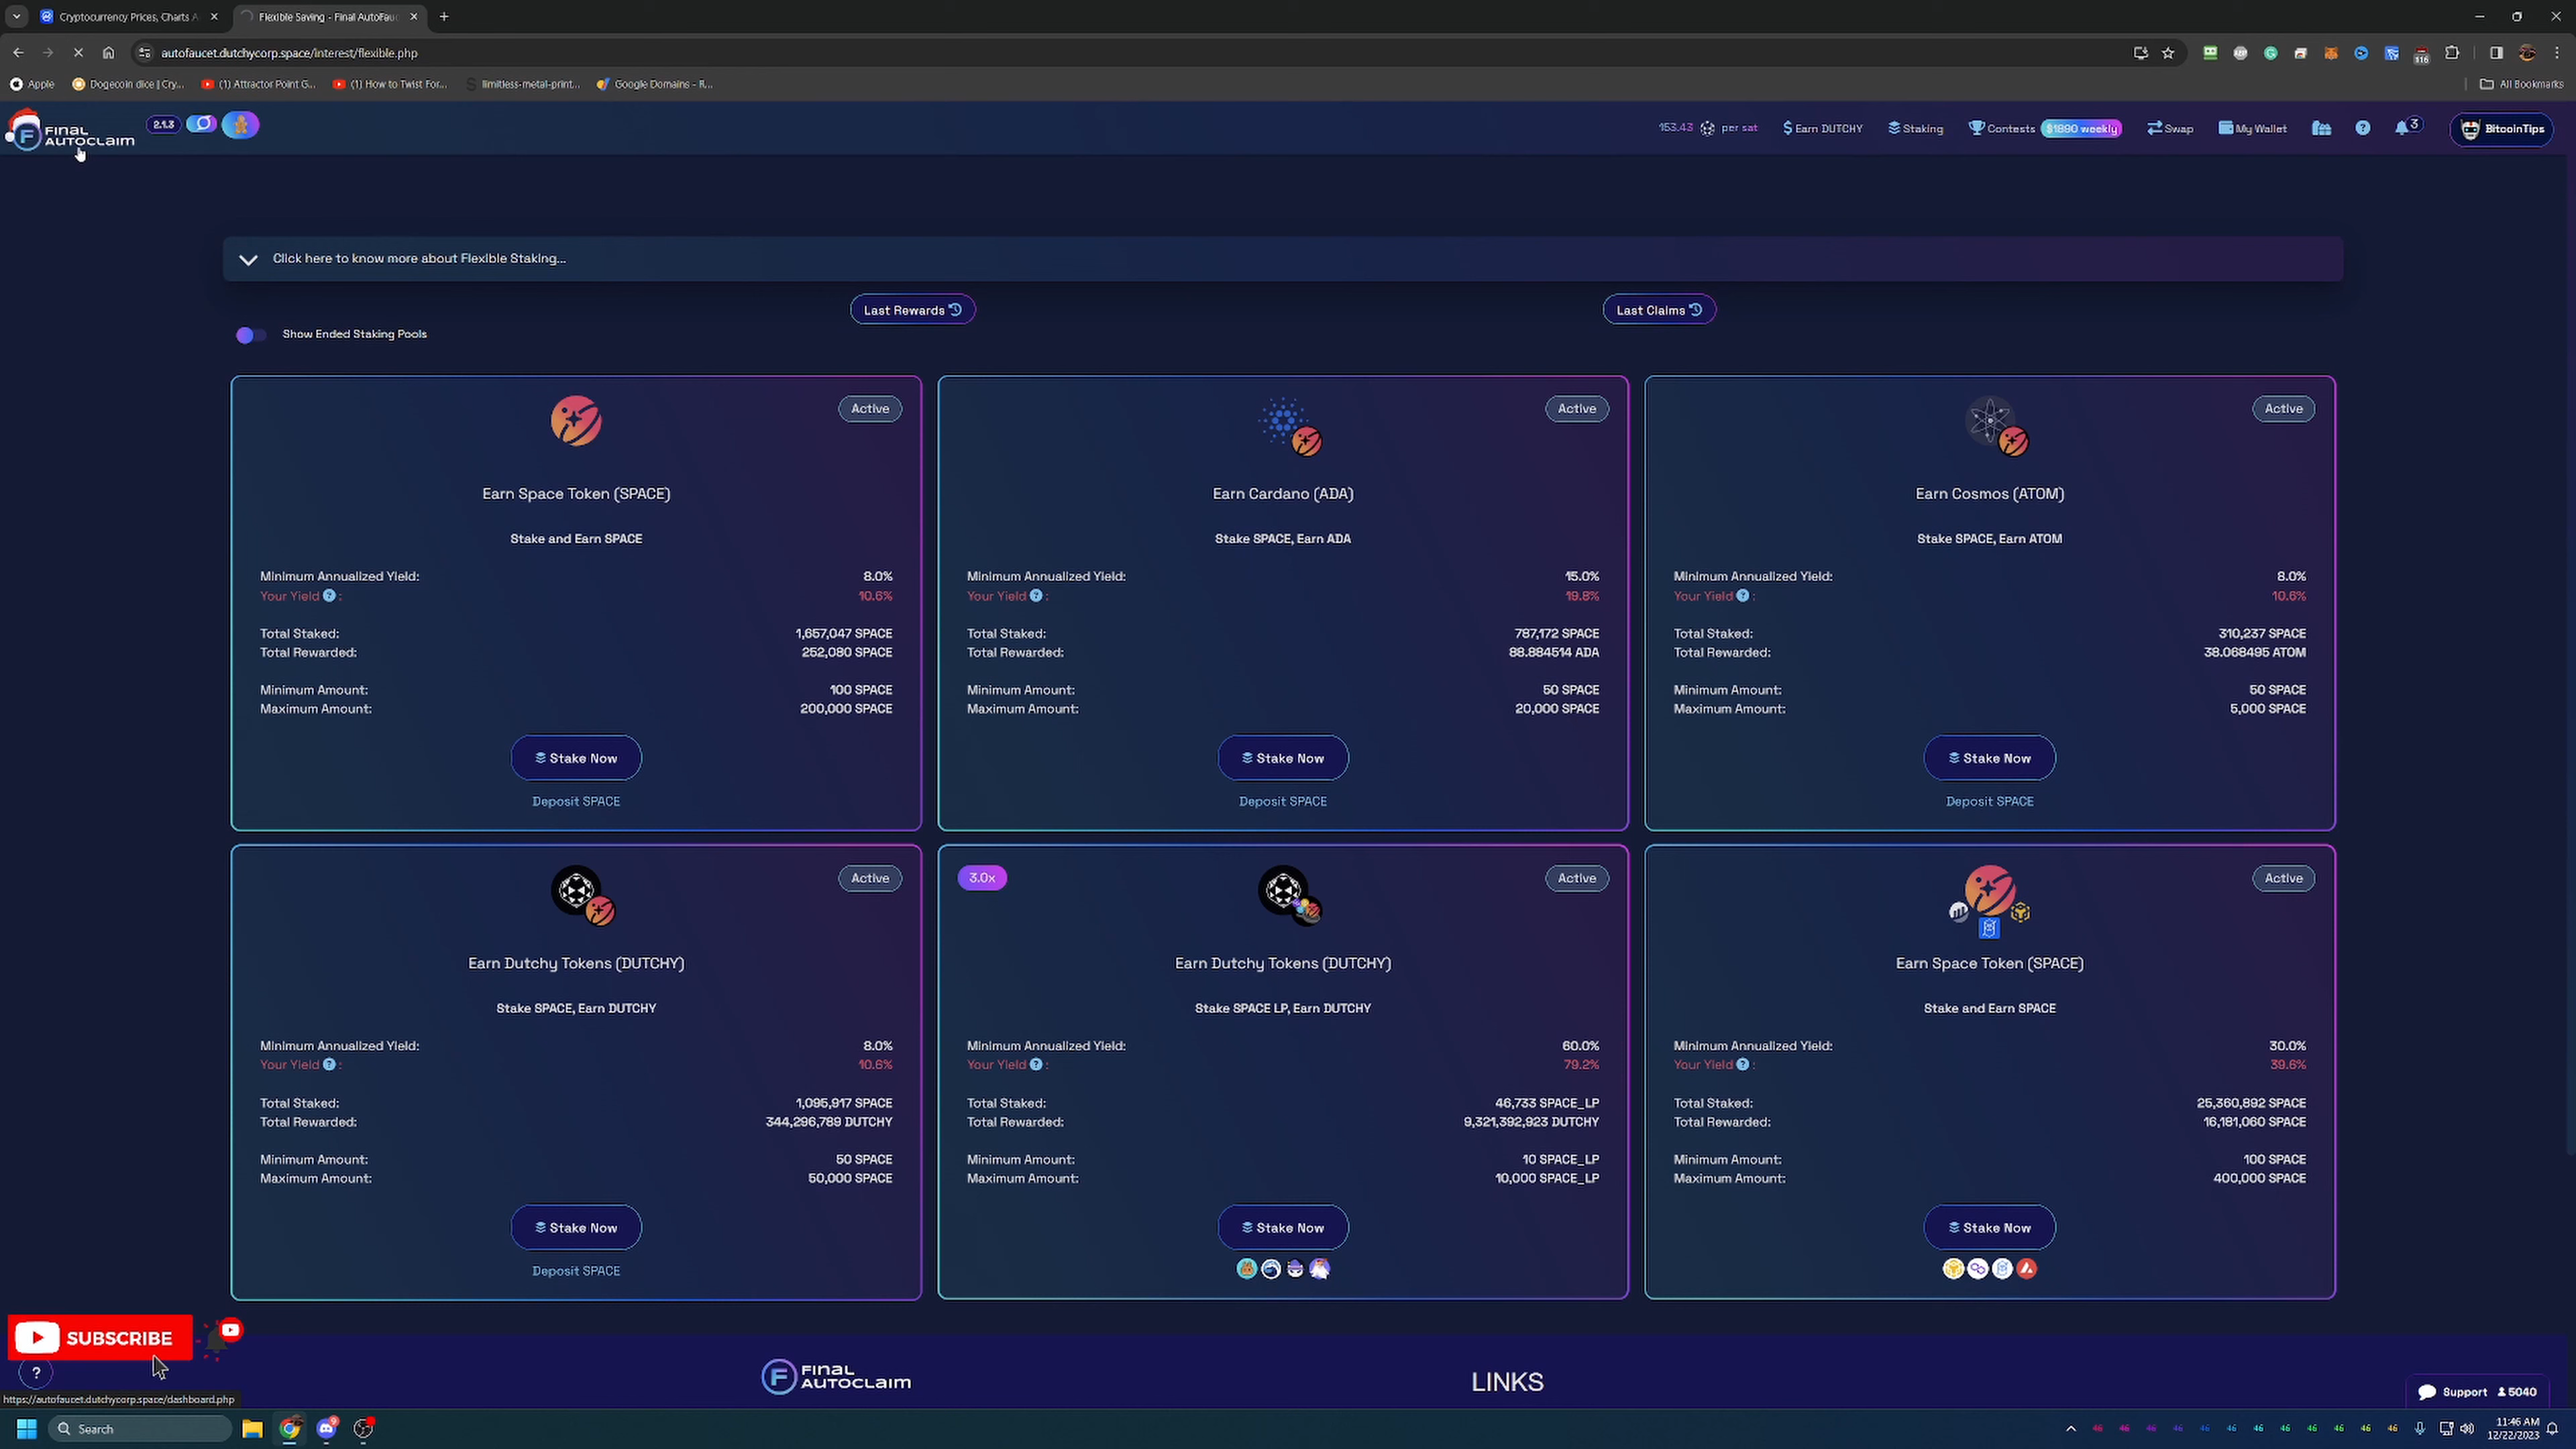 Cryptocurrency Prices, Charts A
Flexible Saving - Final AutoFauc
autofaucet.dutchycorp.space/interest/flexible.php
116
Apple
Dogecoin dice | Cry...
(1) Attractor Point G...
(1) How to Twist For...
limitless-metal-print...
Google Domains - R...
All Bookmarks
FINAL AUTOCLAIM
2.1.3
153.43 per sat
Earn DUTCHY
Staking
Contests $1890 weekly
Swap
My Wallet
3
BitcoinTips
Click here to know more about Flexible Staking...
Last Rewards
Last Claims
Show Ended Staking Pools
Active
Earn Space Token (SPACE)
Stake and Earn SPACE
Minimum Annualized Yield: 8.0%
Your Yield ? : 10.6%
Total Staked: 1,657,047 SPACE
Total Rewarded: 252,080 SPACE
Minimum Amount: 100 SPACE
Maximum Amount: 200,000 SPACE
Stake Now
Deposit SPACE
Active
Earn Cardano (ADA)
Stake SPACE, Earn ADA
Minimum Annualized Yield: 15.0%
Your Yield ? : 19.8%
Total Staked: 787,172 SPACE
Total Rewarded: 88.884514 ADA
Minimum Amount: 50 SPACE
Maximum Amount: 20,000 SPACE
Stake Now
Deposit SPACE
Active
Earn Cosmos (ATOM)
Stake SPACE, Earn ATOM
Minimum Annualized Yield: 8.0%
Your Yield ? : 10.6%
Total Staked: 310,237 SPACE
Total Rewarded: 38.068495 ATOM
Minimum Amount: 50 SPACE
Maximum Amount: 5,000 SPACE
Stake Now
Deposit SPACE
Active
Earn Dutchy Tokens (DUTCHY)
Stake SPACE, Earn DUTCHY
Minimum Annualized Yield: 8.0%
Your Yield ? : 10.6%
Total Staked: 1,095,917 SPACE
Total Rewarded: 344,296,789 DUTCHY
Minimum Amount: 50 SPACE
Maximum Amount: 50,000 SPACE
Stake Now
Deposit SPACE
3.0x
Active
Earn Dutchy Tokens (DUTCHY)
Stake SPACE LP, Earn DUTCHY
Minimum Annualized Yield: 60.0%
Your Yield ? : 79.2%
Total Staked: 46,733 SPACE_LP
Total Rewarded: 9,321,392,923 DUTCHY
Minimum Amount: 10 SPACE_LP
Maximum Amount: 10,000 SPACE_LP
Stake Now
Active
Earn Space Token (SPACE)
Stake and Earn SPACE
Minimum Annualized Yield: 30.0%
Your Yield ? : 39.6%
Total Staked: 25,360,892 SPACE
Total Rewarded: 16,181,060 SPACE
Minimum Amount: 100 SPACE
Maximum Amount: 400,000 SPACE
Stake Now
SUBSCRIBE
?
FINAL AUTOCLAIM
LINKS
Support 5040
https://autofaucet.dutchycorp.space/dashboard.php
Search
46 46 46 46 46 46 46 46 46 46 46 46
11:46 AM
12/22/2023